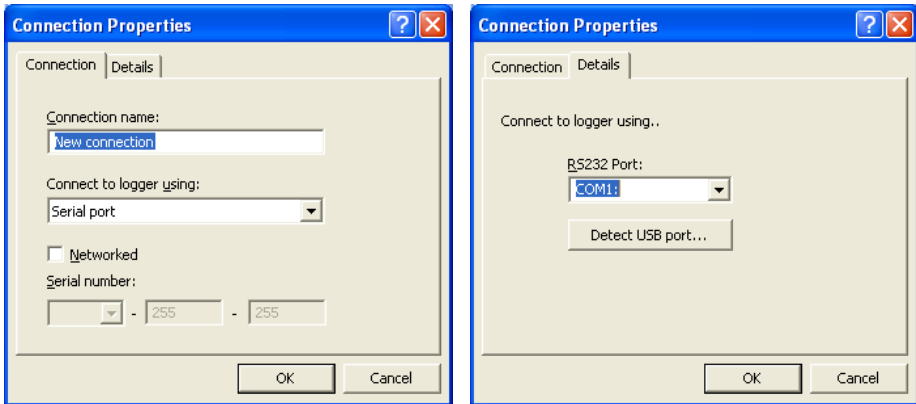 Connection Properties
Connection Details
Connection name:
New connection
Connect to logger using:
Serial port
Networked
Serial number:
- 255 - 255
OK Cancel
Connection Properties
Connection Details
Connect to logger using..
RS232 Port:
COM1:
Detect USB port...
OK Cancel